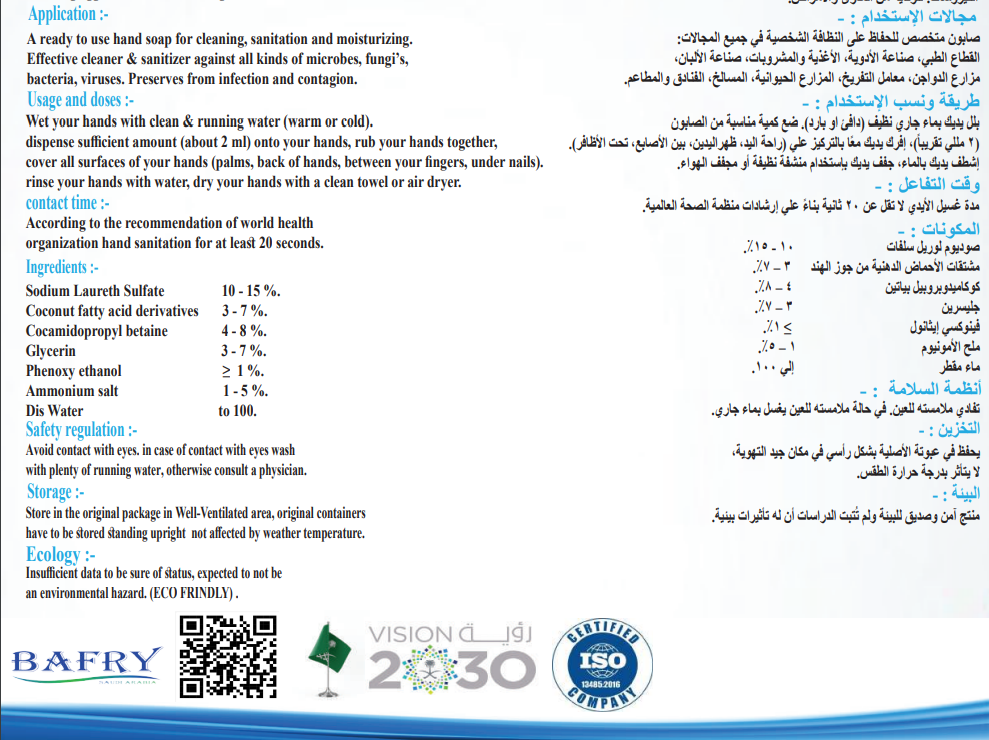 Application :-
A ready to use hand soap for cleaning, sanitation and moisturizing.
Effective cleaner & sanitizer against all kinds of microbes, fungi’s,
bacteria, viruses. Preserves from infection and contagion.
Usage and doses :-
Wet your hands with clean & running water (warm or cold).
dispense sufficient amount (about 2 ml) onto your hands, rub your hands together,
cover all surfaces of your hands (palms, back of hands, between your fingers, under nails).
rinse your hands with water, dry your hands with a clean towel or air dryer.
contact time :-
According to the recommendation of world health
organization hand sanitation for at least 20 seconds.
Ingredients :-
Sodium Laureth Sulfate 10 - 15 %.
Coconut fatty acid derivatives 3 - 7 %.
Cocamidopropyl betaine 4 - 8 %.
Glycerin 3 - 7 %.
Phenoxy ethanol ≥ 1 %.
Ammonium salt 1 - 5 %.
Dis Water to 100.
Safety regulation :-
Avoid contact with eyes. in case of contact with eyes wash
with plenty of running water, otherwise consult a physician.
Storage :-
Store in the original package in Well-Ventilated area, original containers
have to be stored standing upright not affected by weather temperature.
Ecology :-
Insufficient data to be sure of status, expected to not be
an environmental hazard. (ECO FRINDLY) .
مجالات الإستخدام : -
صابون متخصص للحفاظ على النظافة الشخصية في جميع المجالات:
القطاع الطبي، صناعة الأدوية، الأغذية والمشروبات، صناعة الألبان،
مزارع الدواجن، معامل التفريخ، المزارع الحيوانية، المسالخ، الفنادق والمطاعم.
طريقة ونسب الإستخدام : -
بلل يديك بماء جاري نظيف (دافئ او بارد). ضع كمية مناسبة من الصابون
(٢ مللي تقريباً)، إفرك يديك معًا بالتركيز علي (راحة اليد، ظهراليدين، بين الأصابع، تحت الأظافر).
إشطف يديك بالماء، جفف يديك بإستخدام منشفة نظيفة أو مجفف الهواء.
وقت التفاعل : -
مدة غسيل الأيدي لا تقل عن ٢٠ ثانية بناءً علي إرشادات منظمة الصحة العالمية.
المكونات : -
صوديوم لوريل سلفات ١٠ - ١٥٪.
مشتقات الأحماض الدهنية من جوز الهند ٣ – ٧٪.
كوكاميدوبروبيل بيتاين ٤ – ٨٪.
جليسرين ٣ – ٧٪.
فينوكسي إيثانول ≥ ١٪.
ملح الأمونيوم ١ – ٥٪.
ماء مقطر إلي ١٠٠.
أنظمة السلامة : -
تفادي ملامسته للعين. في حالة ملامسته للعين يغسل بماء جاري.
التخزين : -
يحفظ في عبوتة الأصلية بشكل رأسي في مكان جيد التهوية،
لا يتأثر بدرجة حرارة الطقس.
البيئة : -
منتج آمن وصديق للبيئة ولم تُثبت الدراسات أن له تأثيرات بيئية.
BAFRY
SAUDI ARABIA
VISION رؤية
2030
CERTIFIED
ISO
13485:2016
COMPANY